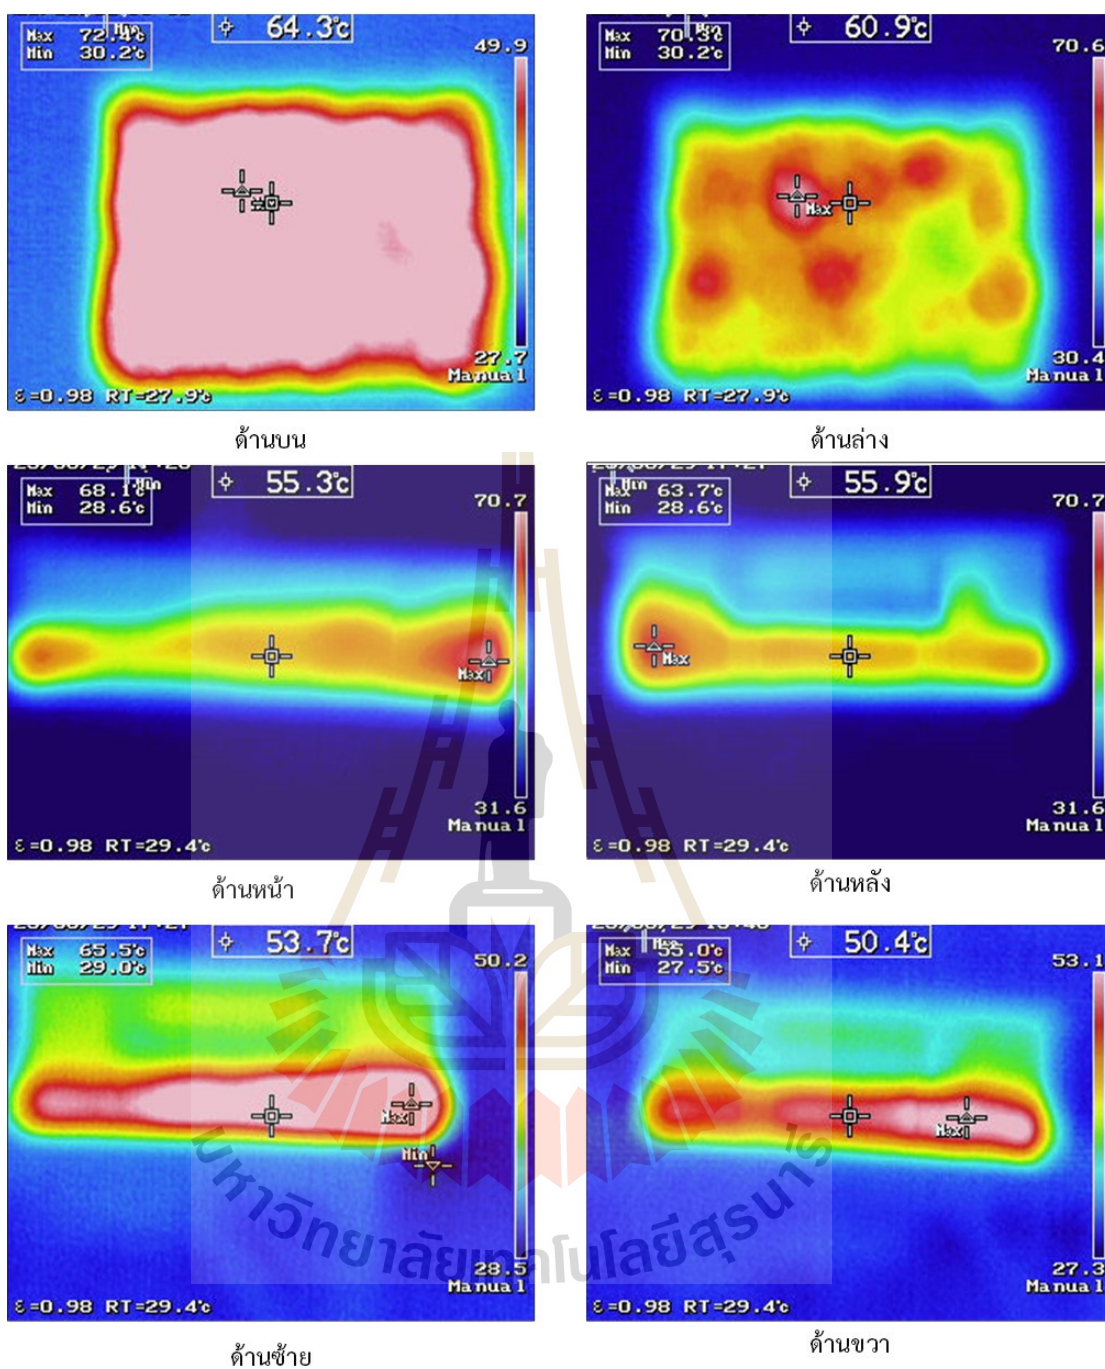 Max 72.4℃
Min 30.2℃
64.3℃
49.9
27.7
Manual
ε=0.98 RT=27.9℃
ด้านบน
Max 70.3℃
Min 30.2℃
60.9℃
70.6
Max
30.4
Manual
ε=0.98 RT=27.9℃
ด้านล่าง
Max 68.1℃
Min 28.6℃
Min
55.3℃
70.7
Max
31.6
Manual
ε=0.98 RT=29.4℃
ด้านหน้า
Max 63.7℃
Min 28.6℃
Min
55.9℃
70.7
Max
31.6
Manual
ε=0.98 RT=29.4℃
ด้านหลัง
Max 65.5℃
Min 29.0℃
53.7℃
50.2
Max
Min
28.5
Manual
ε=0.98 RT=29.4℃
ด้านซ้าย
Max 55.0℃
Min 27.5℃
50.4℃
53.1
Max
27.3
Manual
ε=0.98 RT=29.4℃
ด้านขวา
มหาวิทยาลัยเทคโนโลยีสุรนารี